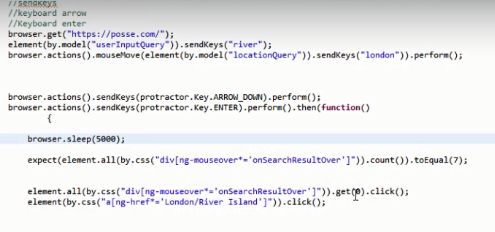 //sendkeys
//keyboard arrow
//Keyboard enter
browser.get("https://posse.com/");
element(by.model("userInputQuery")).sendKeys("river");
browser.actions().mouseMove(element(by.model("locationQuery")).sendKeys("london")).perform();
browser.actions().sendKeys(protractor.Key.ARROW_DOWN).perform();
browser.actions().sendKeys(protractor.Key.ENTER).perform().then(function()
{
browser.sleep(5000);
expect(element.all(by.css("div[ng-mouseover*='onSearchResultOver']")).count()).toEqual(7);
element.all(by.css("div[ng-mouseover*='onSearchResultOver']")).get(0).click();
element(by.css("a[ng-href*='London/River Island']")).click();